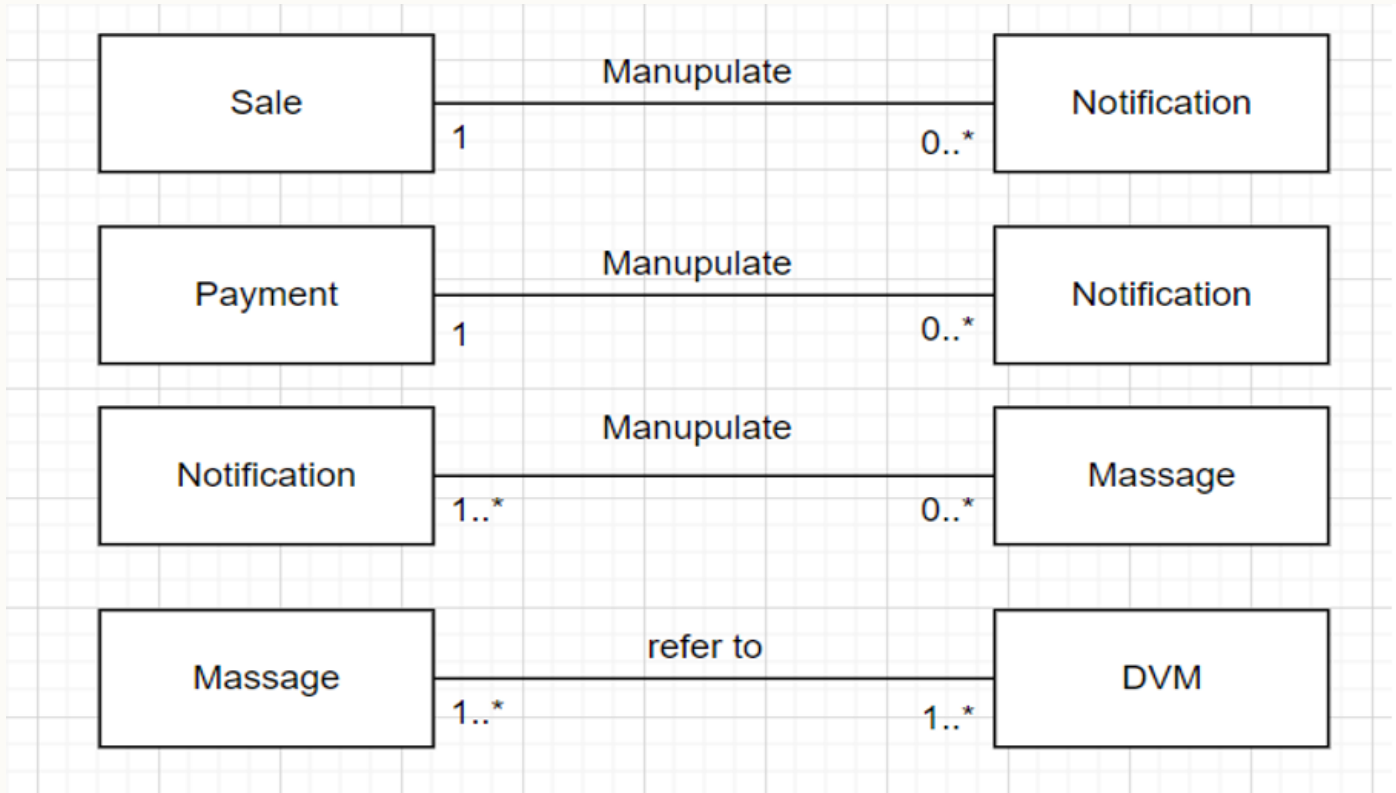 Manupulate
Sale
Notification
1
0..*
Manupulate
Payment
Notification
1
0..*
Manupulate
Notification
Massage
1..*
0..*
refer to
Massage
DVM
1..*
1..*